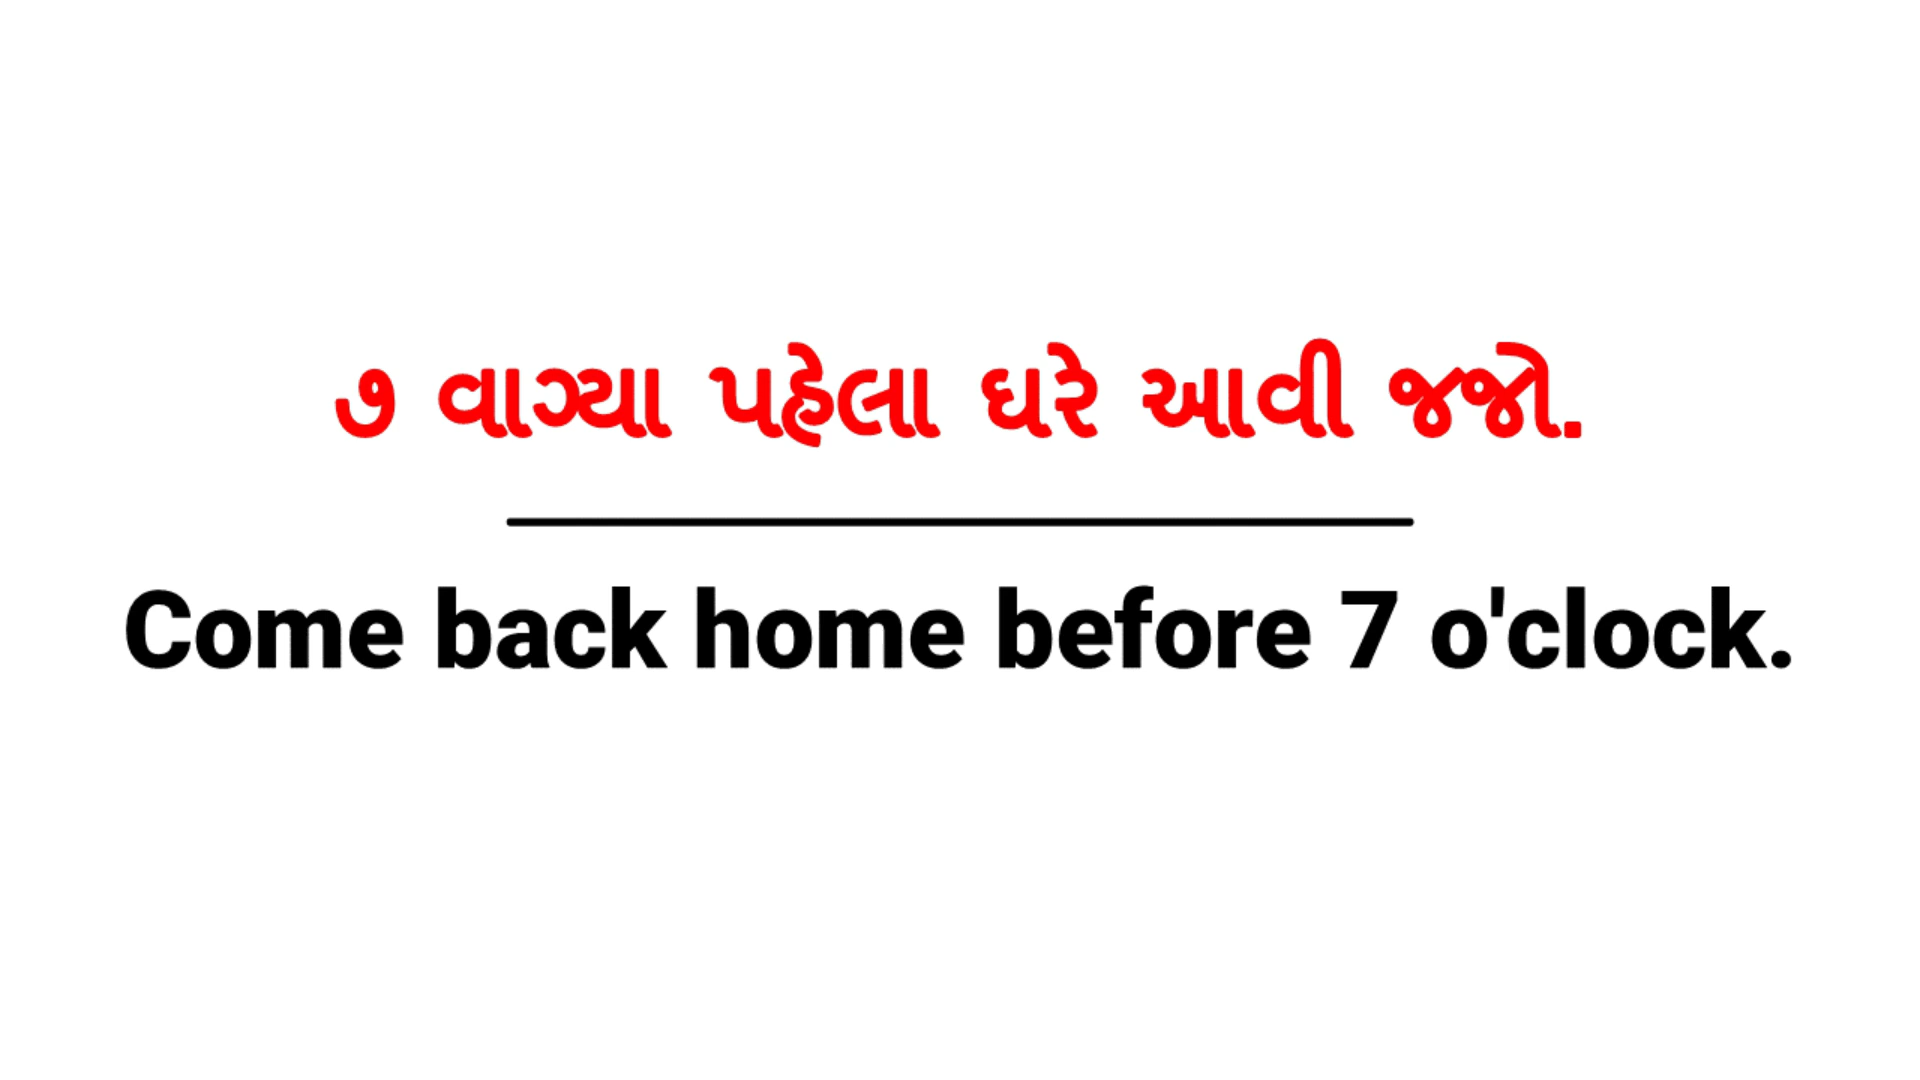 ૭ વાગ્યા પહેલા ઘરે આવી જજો.
Come back home before 7 o'clock.